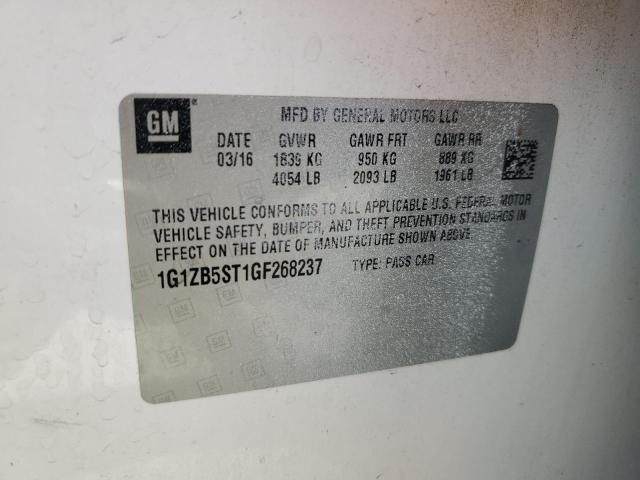 GM
MFD BY GENERAL MOTORS LLC
DATE GVWR GAWR FRT GAWR RR
03/16 1839 KG 950 KG 889 KG
4054 LB 2093 LB 1961 LB
THIS VEHICLE CONFORMS TO ALL APPLICABLE U.S. FEDERAL MOTOR
VEHICLE SAFETY, BUMPER, AND THEFT PREVENTION STANDARDS IN
EFFECT ON THE DATE OF MANUFACTURE SHOWN ABOVE.
1G1ZB5ST1GF268237 TYPE: PASS CAR